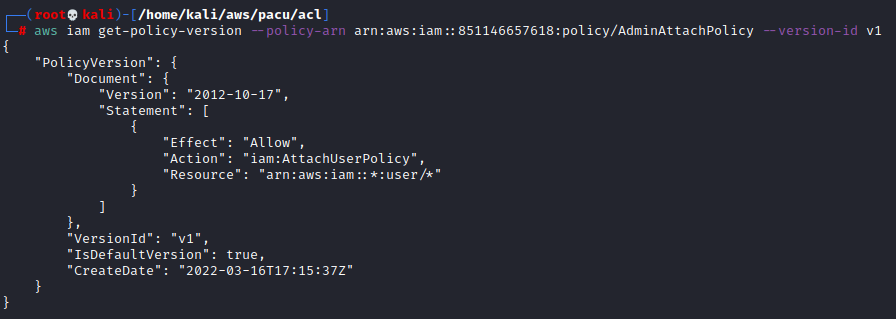 ┌──(root💀kali)-[/home/kali/aws/pacu/acl]
└─# aws iam get-policy-version --policy-arn arn:aws:iam::851146657618:policy/AdminAttachPolicy --version-id v1
{
    "PolicyVersion": {
        "Document": {
            "Version": "2012-10-17",
            "Statement": [
                {
                    "Effect": "Allow",
                    "Action": "iam:AttachUserPolicy",
                    "Resource": "arn:aws:iam::*:user/*"
                }
            ]
        },
        "VersionId": "v1",
        "IsDefaultVersion": true,
        "CreateDate": "2022-03-16T17:15:37Z"
    }
}